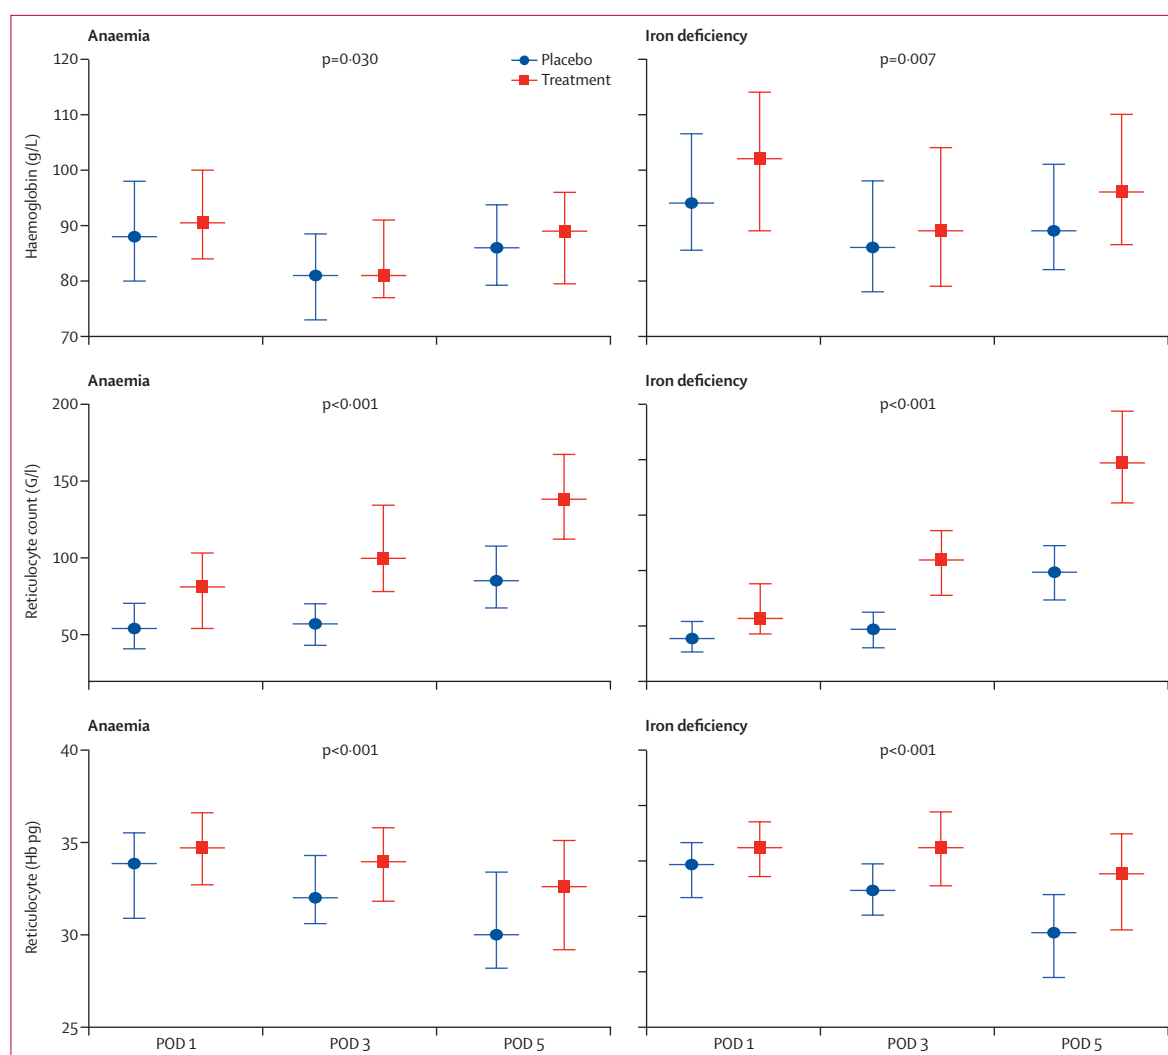 Anaemia
Iron deficiency
p=0·030
p=0·007
Placebo
Treatment
Haemoglobin (g/L)
120
110
100
90
80
70
Anaemia
Iron deficiency
p<0·001
p<0·001
Reticulocyte count (G/l)
200
150
100
50
Anaemia
Iron deficiency
p<0·001
p<0·001
Reticulocyte (Hb pg)
40
35
30
25
POD 1
POD 3
POD 5
POD 1
POD 3
POD 5